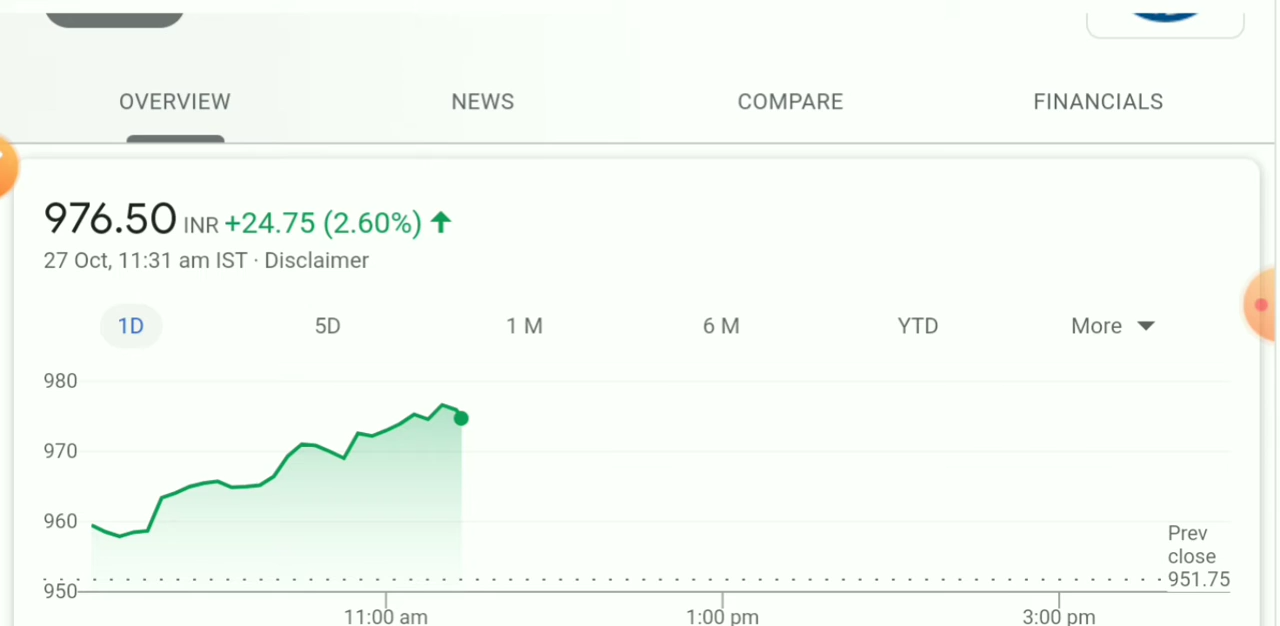 OVERVIEW NEWS COMPARE FINANCIALS
976.50 INR +24.75 (2.60%)
27 Oct, 11:31 am IST · Disclaimer
1D 5D 1 M 6 M YTD More
980
970
960
Prev
close
950 951.75
11:00 am 1:00 pm 3:00 pm